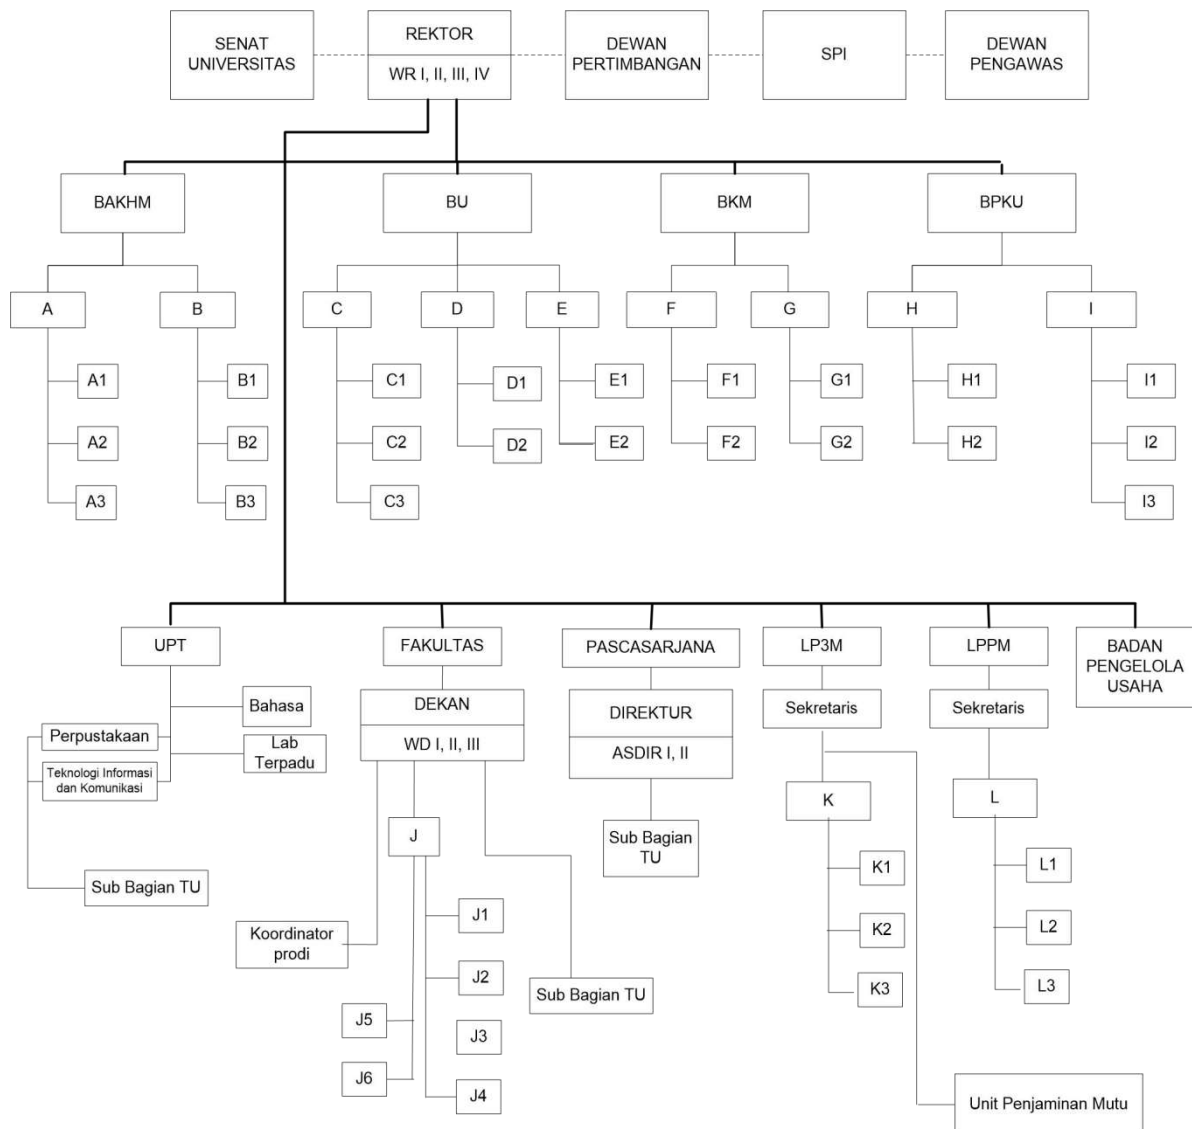 SENAT
UNIVERSITAS
REKTOR
WR I, II, III, IV
DEWAN
PERTIMBANGAN
SPI
DEWAN
PENGAWAS
BAKHM
BU
BKM
BPKU
A
B
C
D
E
F
G
H
I
A1
B1
C1
D1
E1
F1
G1
H1
I1
A2
B2
C2
D2
E2
F2
G2
H2
I2
A3
B3
C3
I3
UPT
FAKULTAS
PASCASARJANA
LP3M
LPPM
BADAN
PENGELOLA
USAHA
Bahasa
Perpustakaan
Lab
Terpadu
Teknologi Informasi
dan Komunikasi
Sub Bagian TU
DEKAN
WD I, II, III
J
Koordinator
prodi
J1
J2
J3
J4
J5
J6
Sub Bagian TU
DIREKTUR
ASDIR I, II
Sub Bagian
TU
Sekretaris
K
K1
K2
K3
Unit Penjaminan Mutu
Sekretaris
L
L1
L2
L3